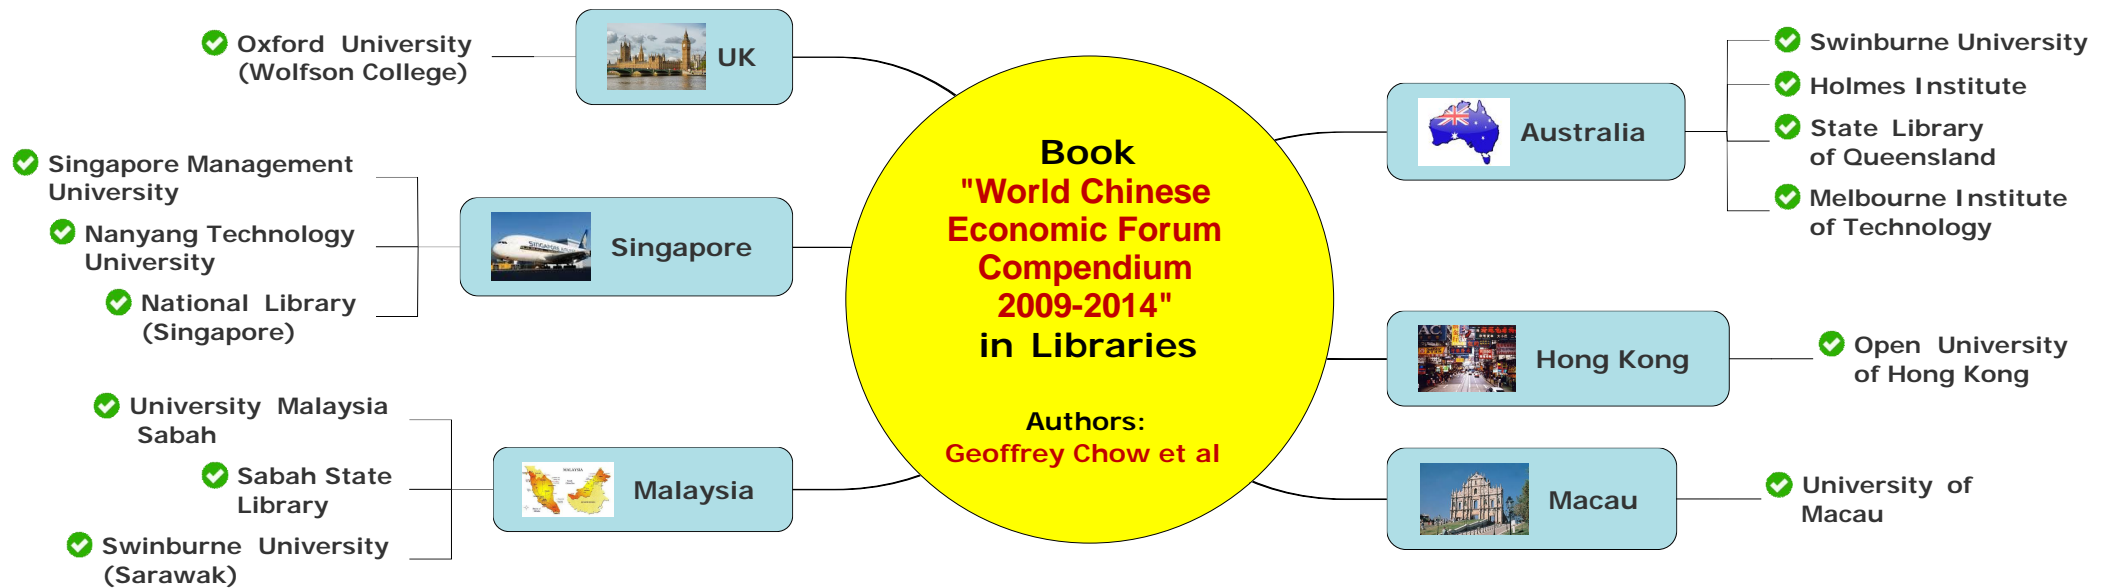 Book
"World Chinese
Economic Forum
Compendium
2009-2014"
in Libraries
Authors:
Geoffrey Chow et al
UK
Oxford University
(Wolfson College)
Singapore
Singapore Management
University
Nanyang Technology
University
National Library
(Singapore)
Malaysia
University Malaysia
Sabah
Sabah State
Library
Swinburne University
(Sarawak)
Australia
Swinburne University
Holmes Institute
State Library
of Queensland
Melbourne Institute
of Technology
Hong Kong
Open University
of Hong Kong
Macau
University of
Macau
MALAYSIA